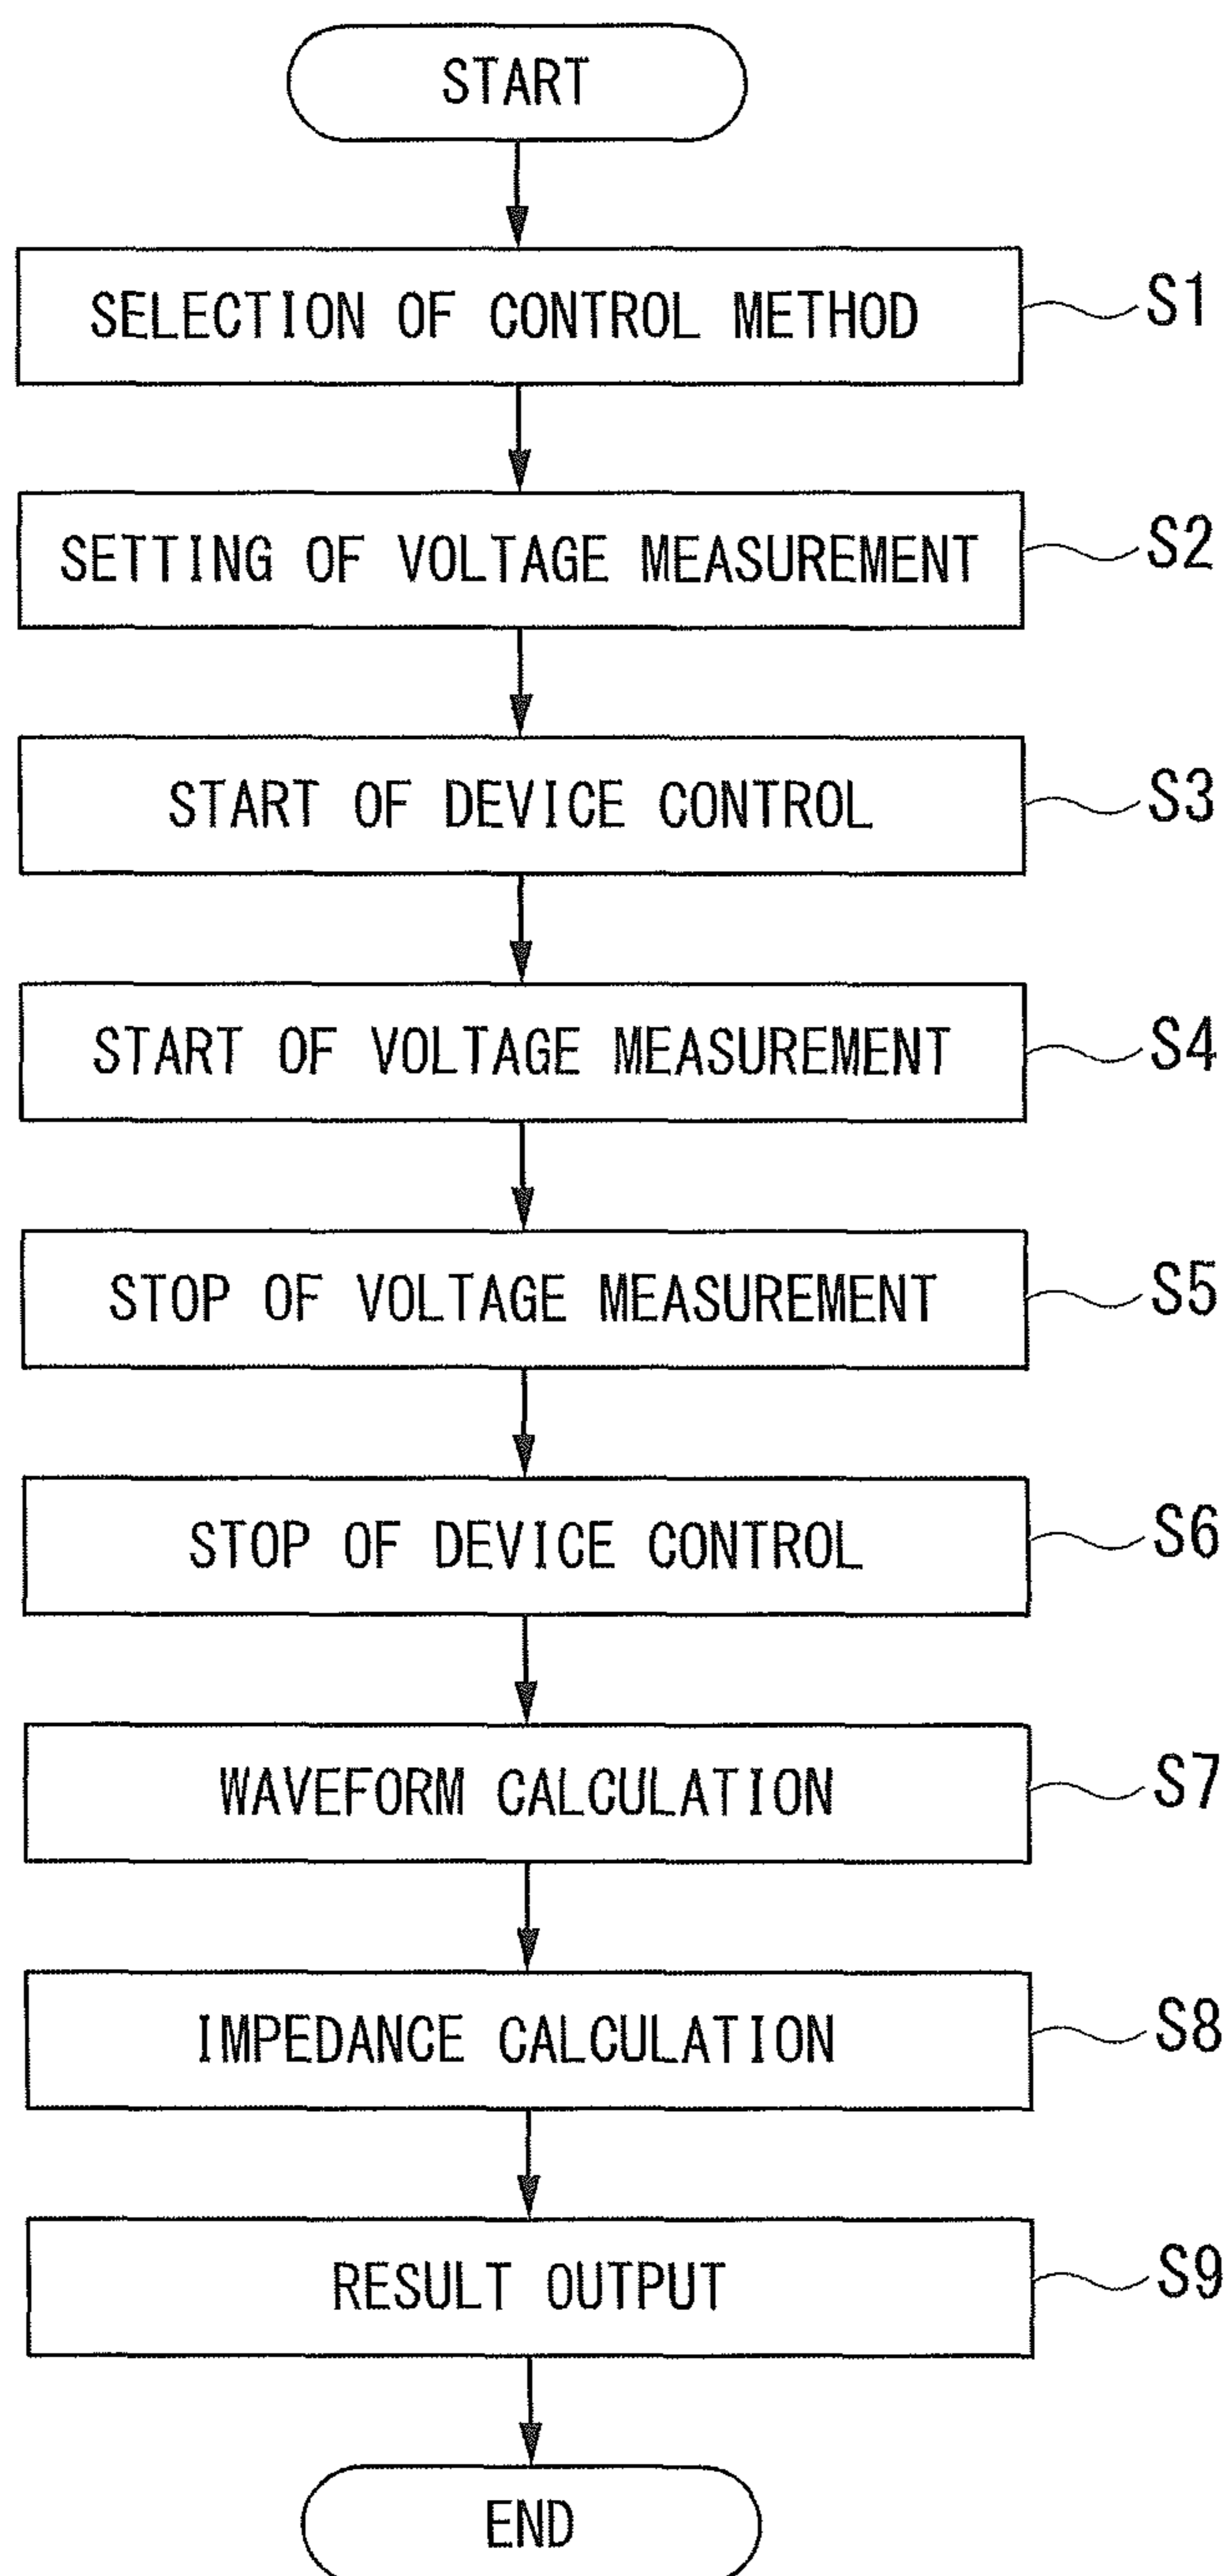 START
SELECTION OF CONTROL METHOD
S1
SETTING OF VOLTAGE MEASUREMENT
S2
START OF DEVICE CONTROL
S3
START OF VOLTAGE MEASUREMENT
S4
STOP OF VOLTAGE MEASUREMENT
S5
STOP OF DEVICE CONTROL
S6
WAVEFORM CALCULATION
S7
IMPEDANCE CALCULATION
S8
RESULT OUTPUT
S9
END